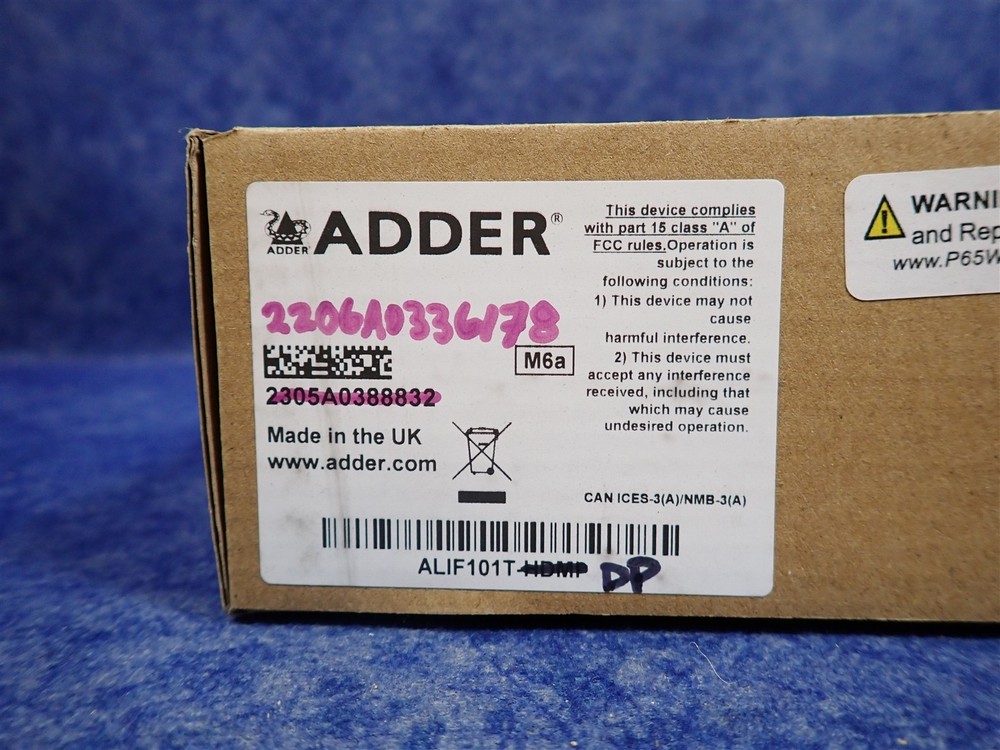 ADDER
ADDER®
2206A0336178
M6a
2305A0388832
Made in the UK
www.adder.com
This device complies
with part 15 class "A" of
FCC rules.Operation is
subject to the
following conditions:
1) This device may not
cause
harmful interference.
2) This device must
accept any interference
received, including that
which may cause
undesired operation.
CAN ICES-3(A)/NMB-3(A)
ALIF101T-HDMP DP
WARNI
and Rep
www.P65W